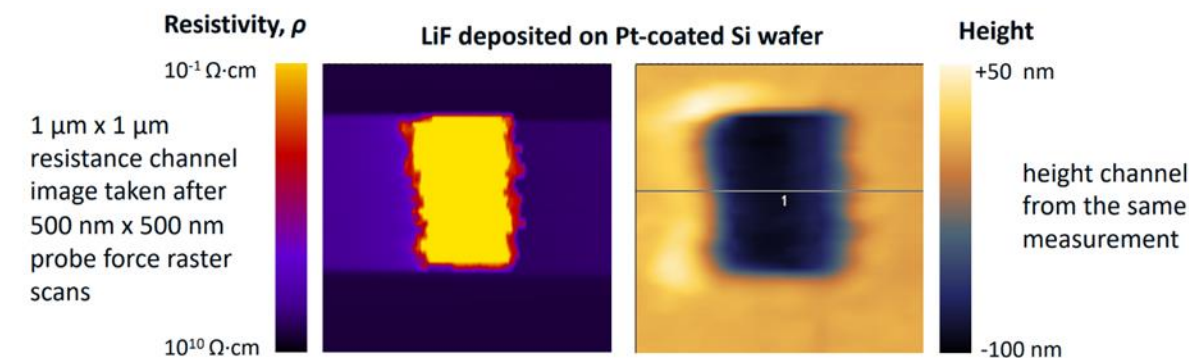 Resistivity, ρ
LiF deposited on Pt-coated Si wafer
Height
10⁻¹ Ω·cm
+50 nm
1 μm x 1 μm
resistance channel
image taken after
500 nm x 500 nm
probe force raster
scans
1
height channel
from the same
measurement
10¹⁰ Ω·cm
-100 nm